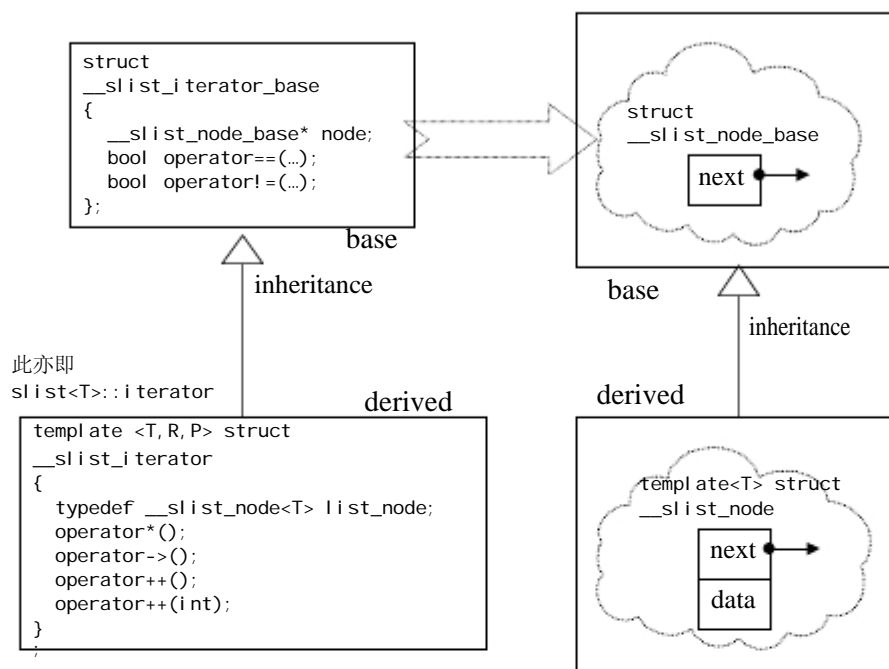 struct
__slist_iterator_base
{
__slist_node_base* node;
bool operator==(…);
bool operator!=(…);
};
base
inheritance
struct
__slist_node_base
next
base
inheritance
此亦即
slist<T>::iterator
derived
template <T,R,P> struct
__slist_iterator
{
typedef __slist_node<T> list_node;
operator*();
operator->();
operator++();
operator++(int);
}
;
derived
template<T> struct
__slist_node
next
data